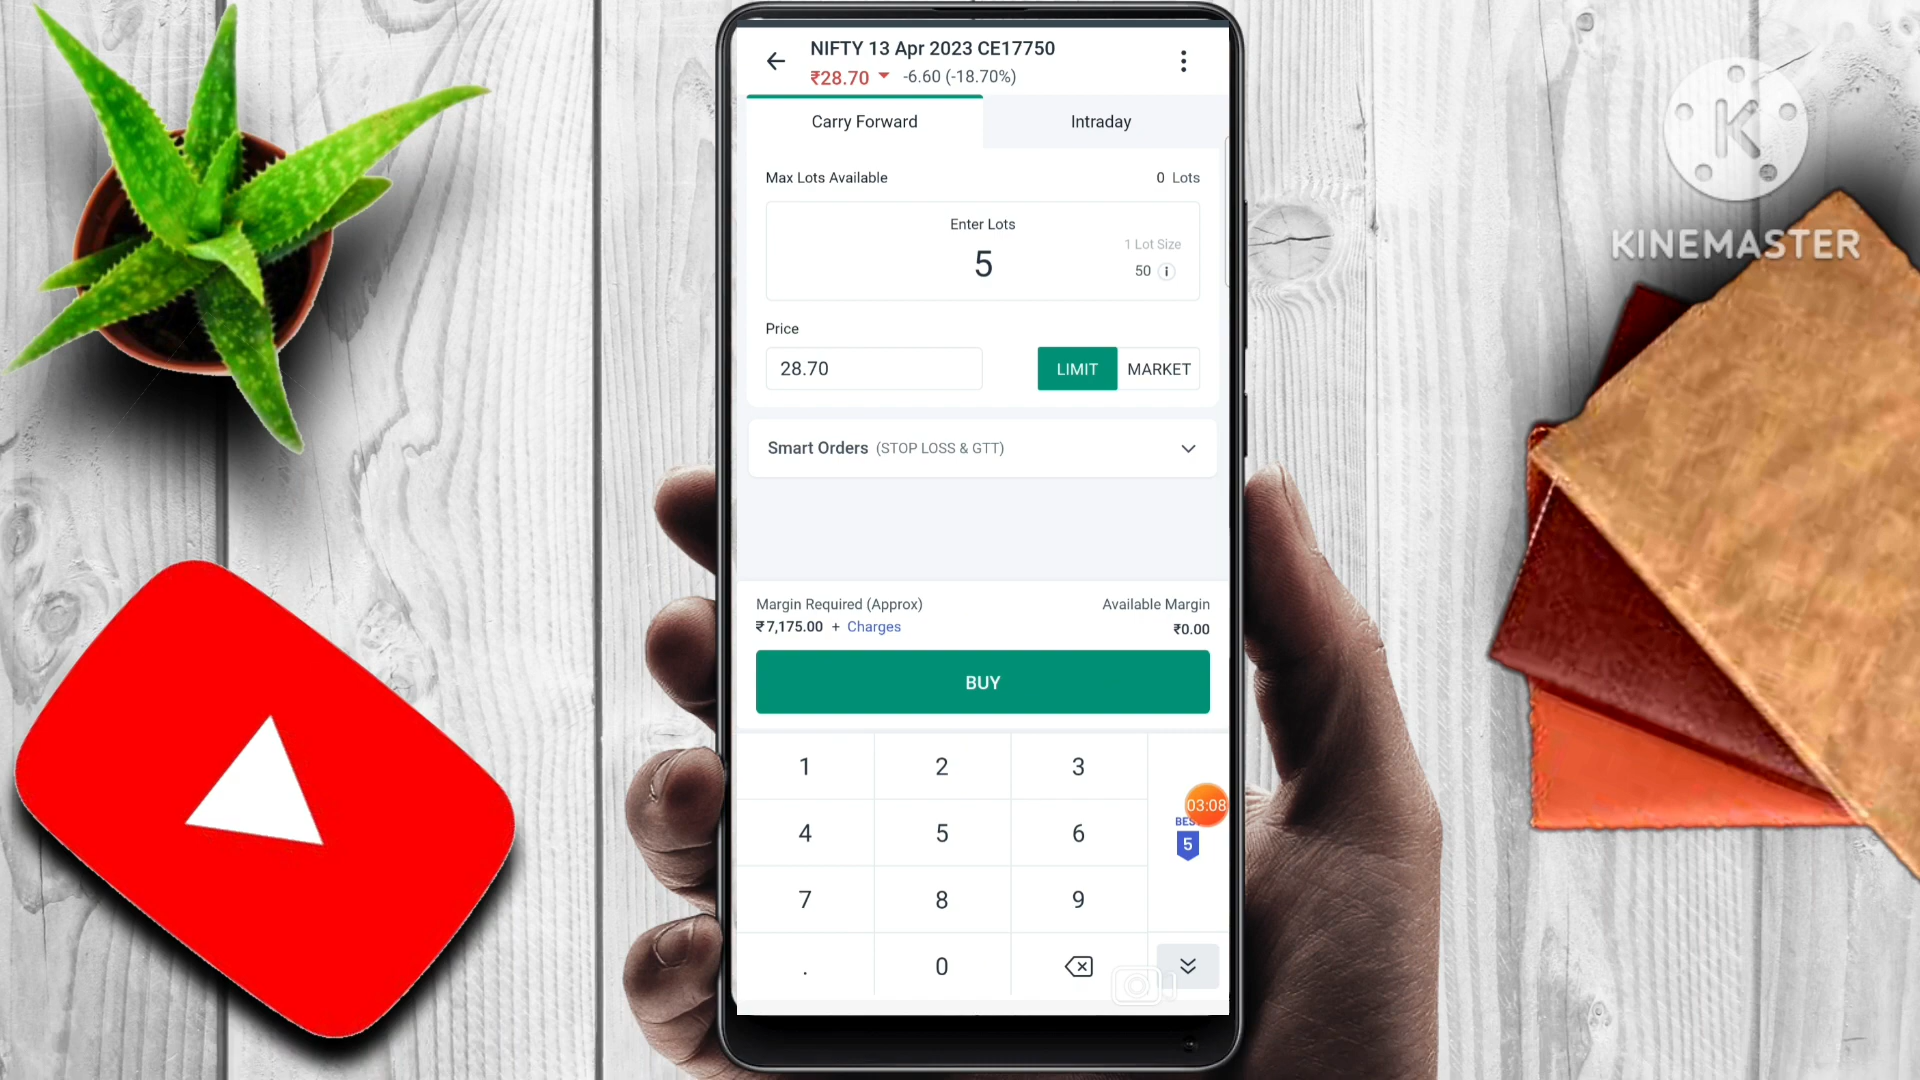 NIFTY 13 Apr 2023 CE17750
₹28.70 -6.60 (-18.70%)
Carry Forward Intraday
Max Lots Available 0 Lots
Enter Lots
1 Lot Size
5
50 i
Price
28.70 LIMIT MARKET
Smart Orders (STOP LOSS & GTT)
Margin Required (Approx) Available Margin
₹7,175.00 + Charges ₹0.00
BUY
1 2 3
03:08
4 5 6
5
7 8 9
. 0
K
KINEMASTER